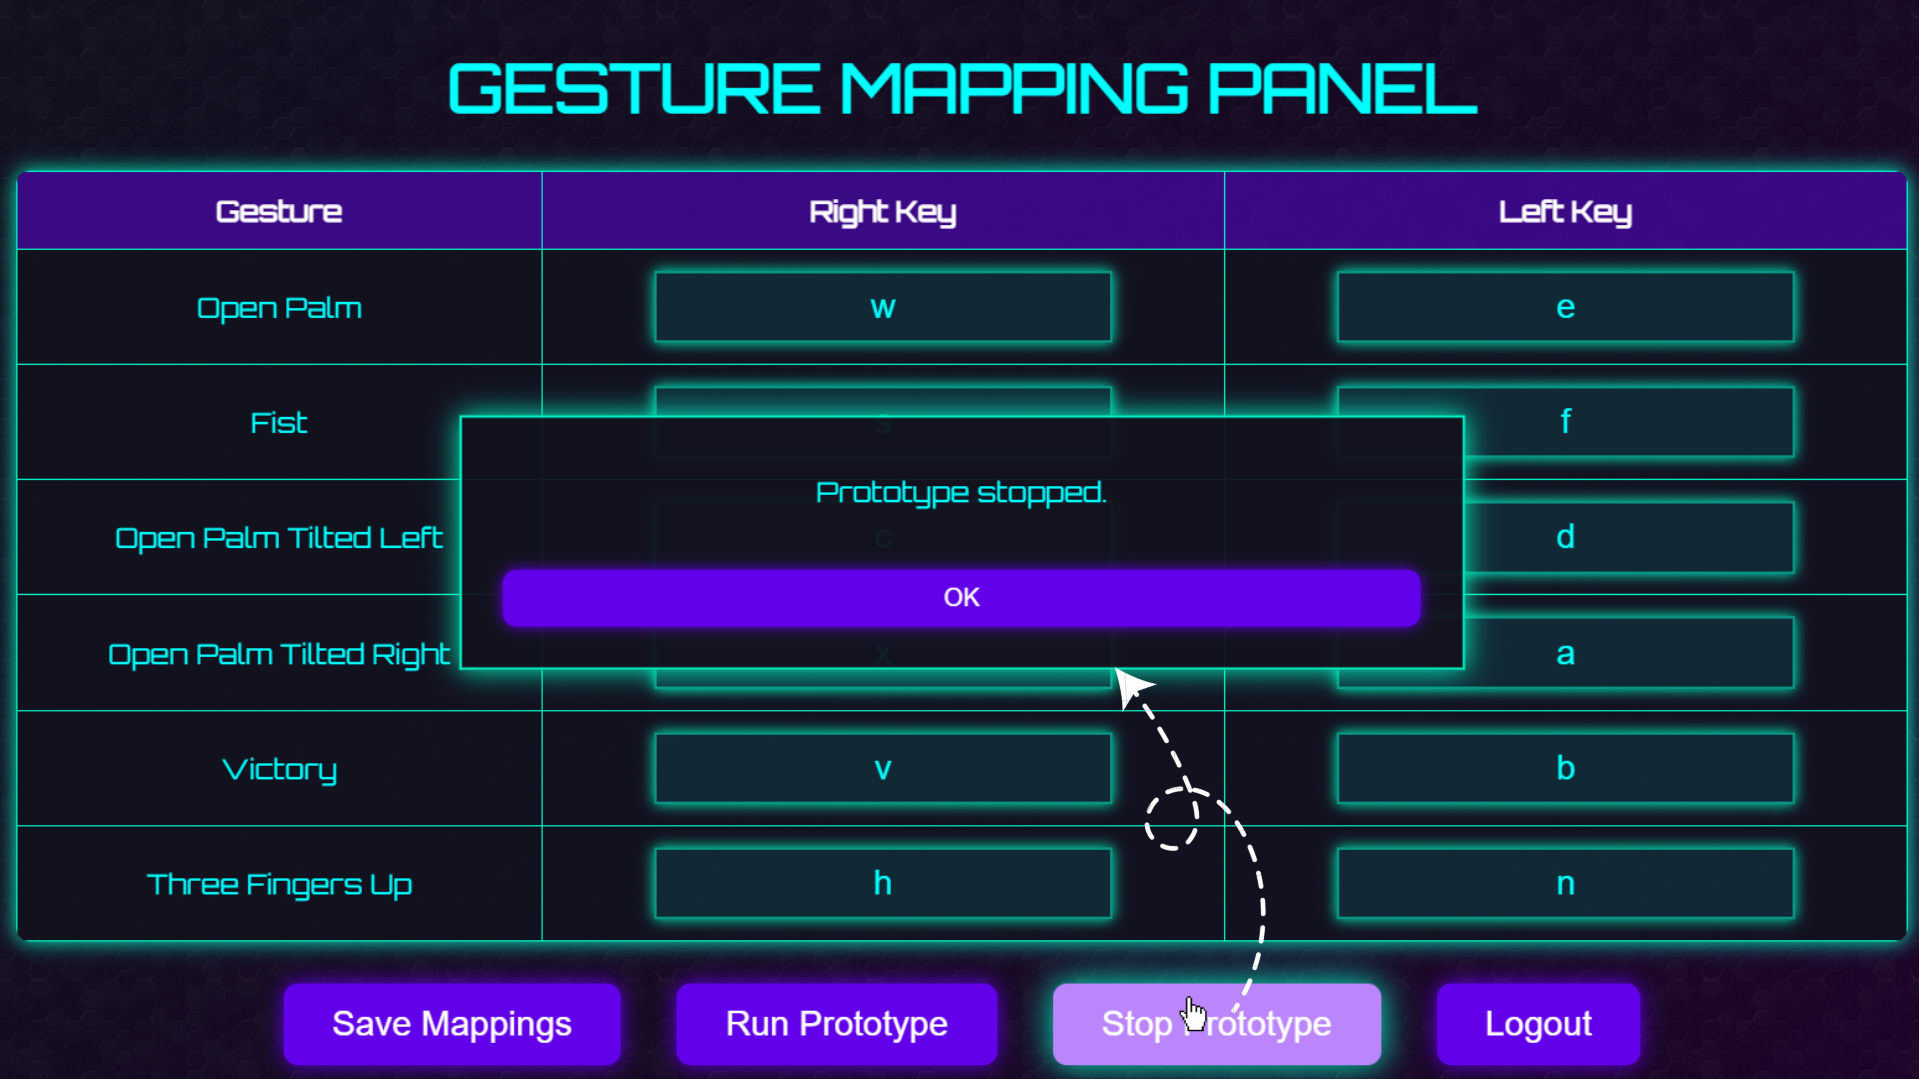 GESTURE MAPPING PANEL
Gesture Right Key Left Key
Open Palm w e
Fist s f
Prototype stopped.
Open Palm Tilted Left c d
OK
Open Palm Tilted Right x a
Victory v b
Three Fingers Up h n
Save Mappings Run Prototype Stop Prototype Logout